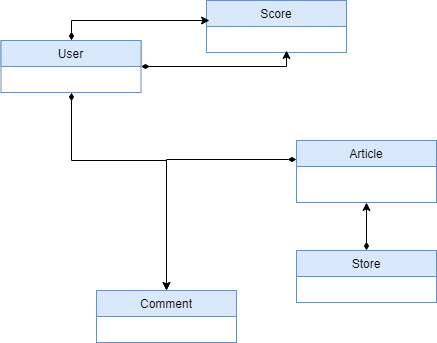 Score
User
Article
Store
Comment